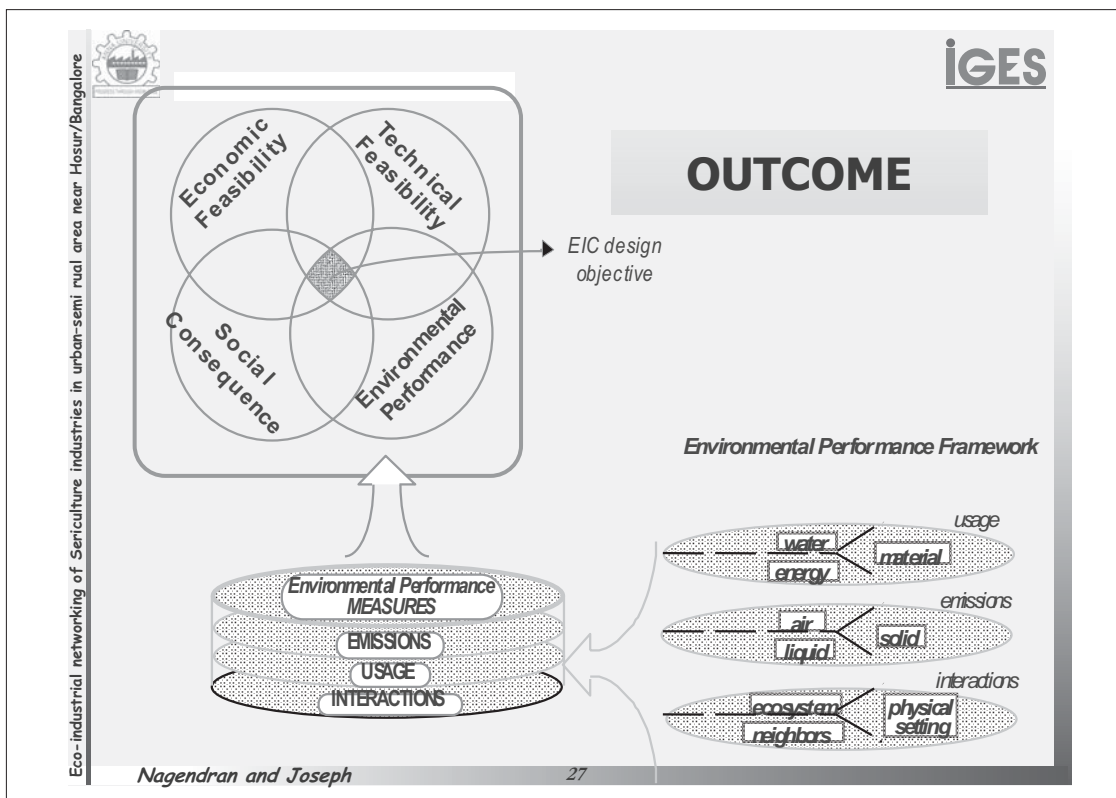 Eco-industrial networking of Sericulture industries in urban-semi rual area near Hosur/Bangalore
iGES
OUTCOME
Economic
Feasibility
Technical
Feasibility
EIC design
objective
Social
Consequence
Environmental
Performance
Environmental Performance Framework
usage
water
energy
material
Environmental Performance
MEASURES
EMISSIONS
USAGE
INTERACTIONS
emissions
air
liquid
solid
interactions
ecosystem
neighbors
physical
setting
Nagendran and Joseph
27